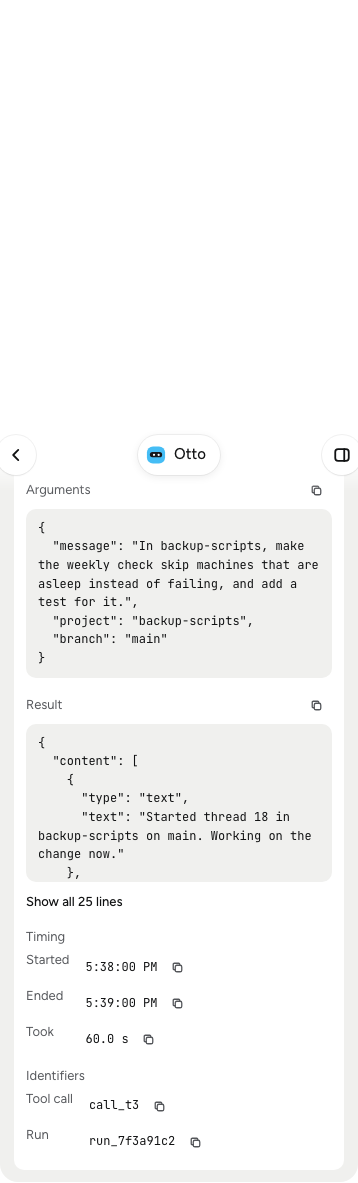 Otto
Arguments
{
  "message": "In backup-scripts, make
the weekly check skip machines that are
asleep instead of failing, and add a
test for it.",
  "project": "backup-scripts",
  "branch": "main"
}
Result
{
  "content": [
    {
      "type": "text",
      "text": "Started thread 18 in
backup-scripts on main. Working on the
change now."
    },
Show all 25 lines
Timing
Started 5:38:00 PM
Ended 5:39:00 PM
Took 60.0 s
Identifiers
Tool call call_t3
Run run_7f3a91c2